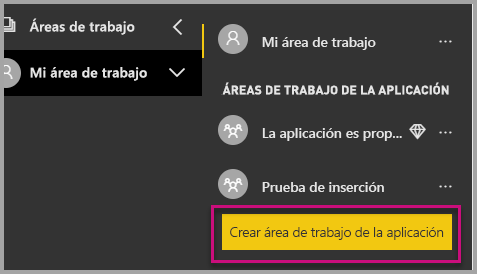 Áreas de trabajo
Mi área de trabajo
Mi área de trabajo
ÁREAS DE TRABAJO DE LA APLICACIÓN
La aplicación es prop...
Prueba de inserción
Crear área de trabajo de la aplicación